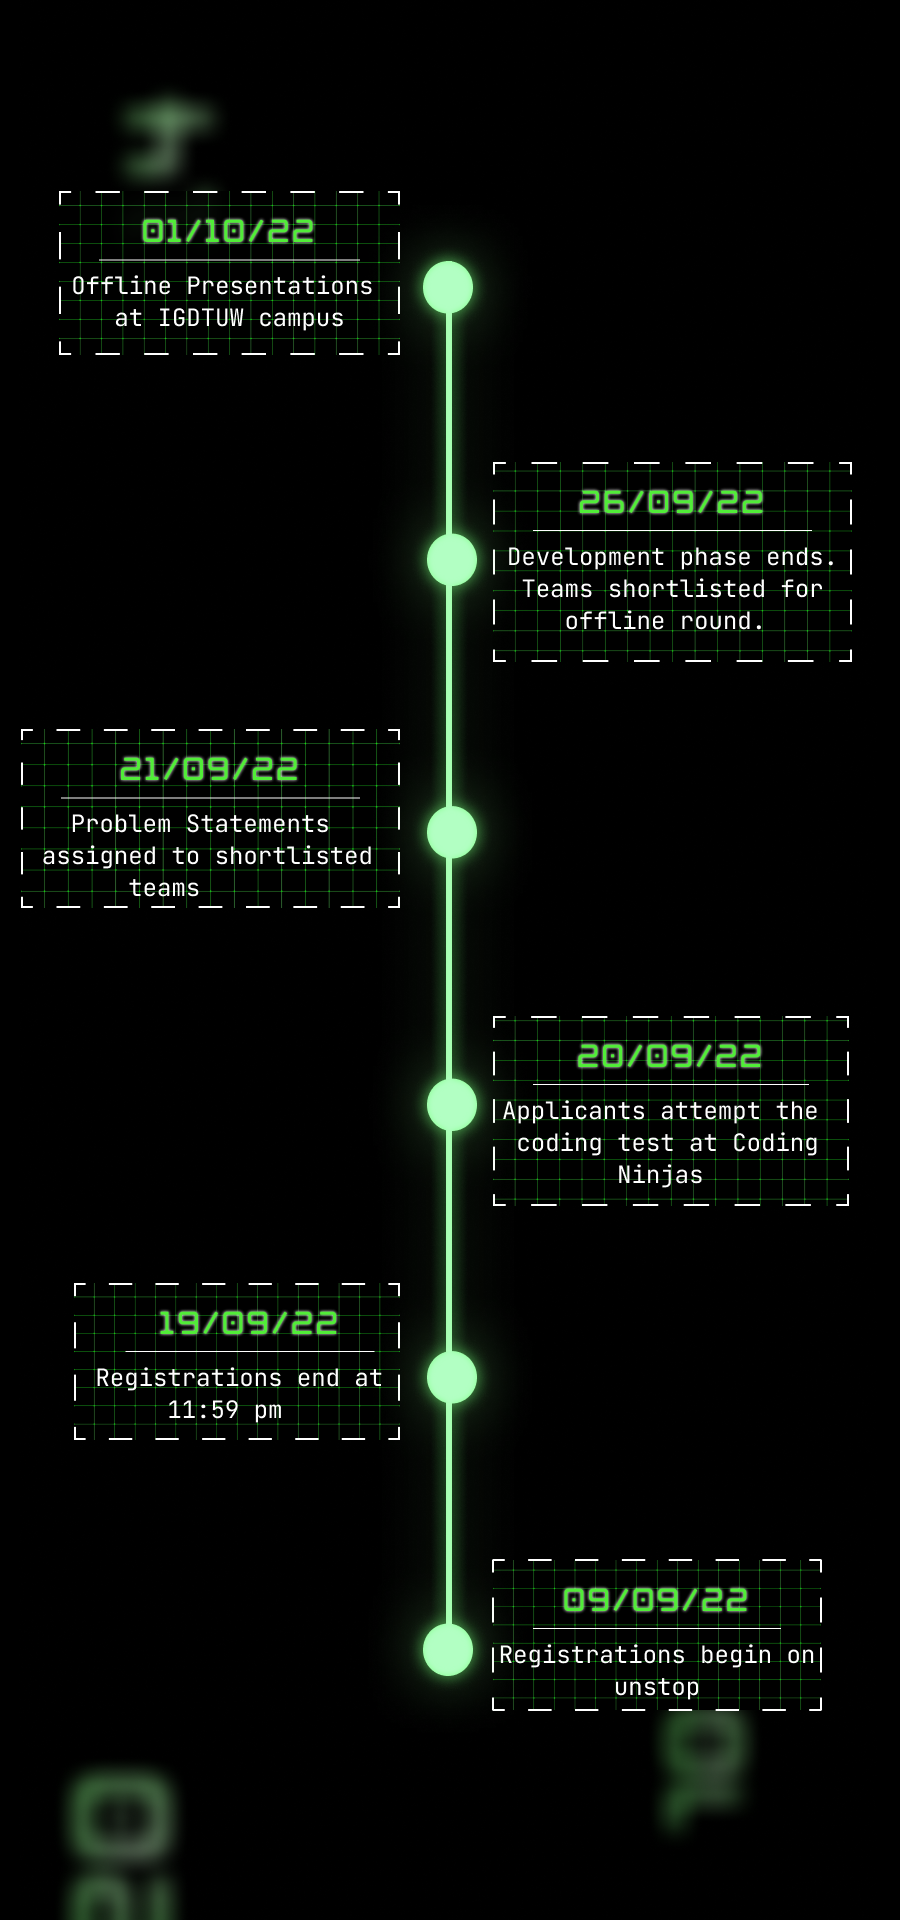 01/10/22
Offline Presentations
at IGDTUW campus
26/09/22
Development phase ends.
Teams shortlisted for
offline round.
21/09/22
Problem Statements
assigned to shortlisted
teams
20/09/22
Applicants attempt the
coding test at Coding
Ninjas
19/09/22
Registrations end at
11:59 pm
09/09/22
Registrations begin on
unstop